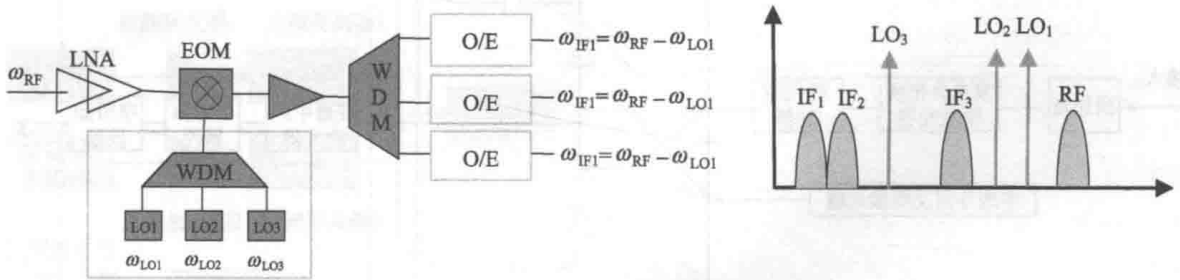 ω_RF
LNA
EOM
WDM
LO1 LO2 LO3
ω_LO1 ω_LO2 ω_LO3
W
D
M
O/E ω_IF1 = ω_RF − ω_LO1
O/E ω_IF1 = ω_RF − ω_LO1
O/E ω_IF1 = ω_RF − ω_LO1
LO₃
LO₂ LO₁
IF₁ IF₂ IF₃ RF